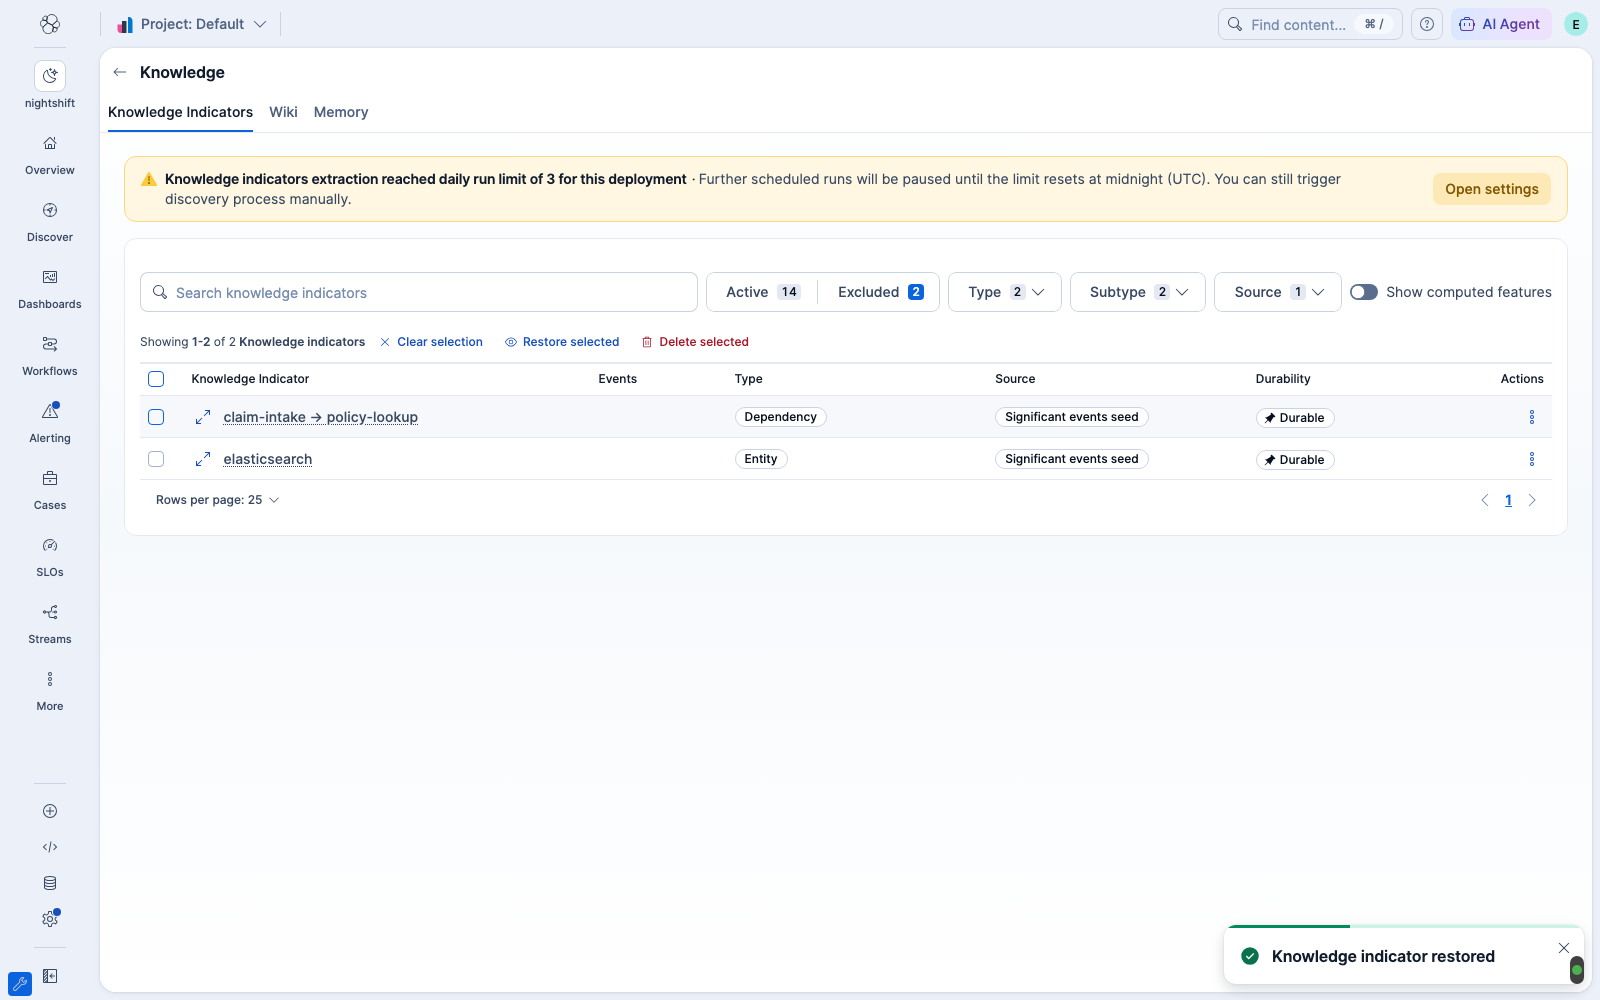 Project: Default
Find content...
⌘ /
AI Agent
E
nightshift
Overview
Discover
Dashboards
Workflows
Alerting
Cases
SLOs
Streams
More
Knowledge
Knowledge Indicators
Wiki
Memory
Knowledge indicators extraction reached daily run limit of 3 for this deployment · Further scheduled runs will be paused until the limit resets at midnight (UTC). You can still trigger
discovery process manually.
Open settings
Search knowledge indicators
Active 14
Excluded 2
Type 2
Subtype 2
Source 1
Show computed features
Showing 1-2 of 2 Knowledge indicators
Clear selection
Restore selected
Delete selected
Knowledge Indicator Events Type Source Durability Actions
claim-intake → policy-lookup Dependency Significant events seed Durable
elasticsearch Entity Significant events seed Durable
Rows per page: 25
1
Knowledge indicator restored